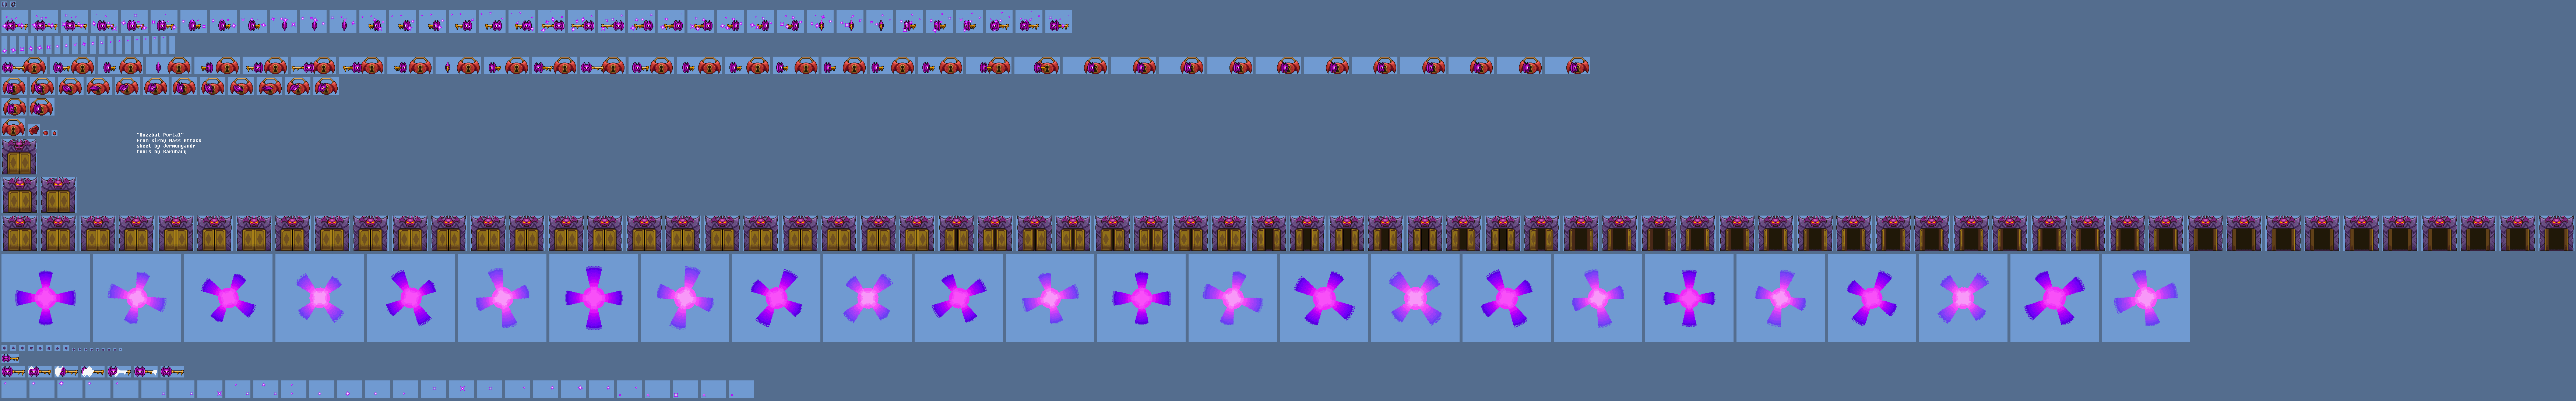 "Buzzbat Portal"
from Kirby Mass Attack
sheet by Jermungandr
tools by Barubary